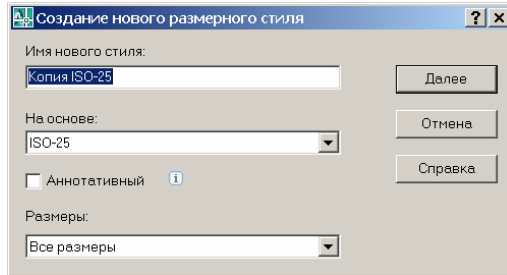 Создание нового размерного стиля
Имя нового стиля:
Копия ISO-25
Далее
На основе:
Отмена
ISO-25
Справка
Аннотативный
Размеры:
Все размеры